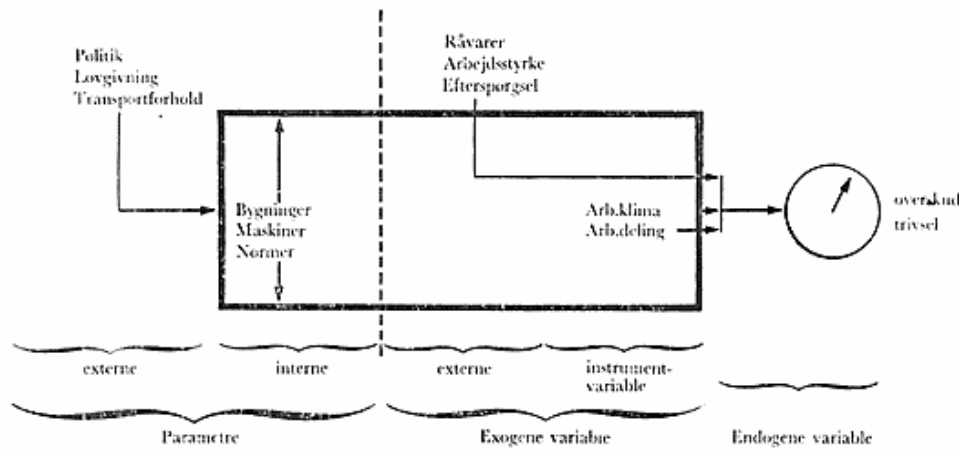 Politik
Lovgivning
Transportforhold
Råvarer
Arbejdsstyrke
Efterspørgsel
Bygninger
Maskiner
Normer
Arb.klima
Arb.deling
overskud
trivsel
externe
interne
externe
instrument-
variable
Parametre
Exogene variable
Endogene variable